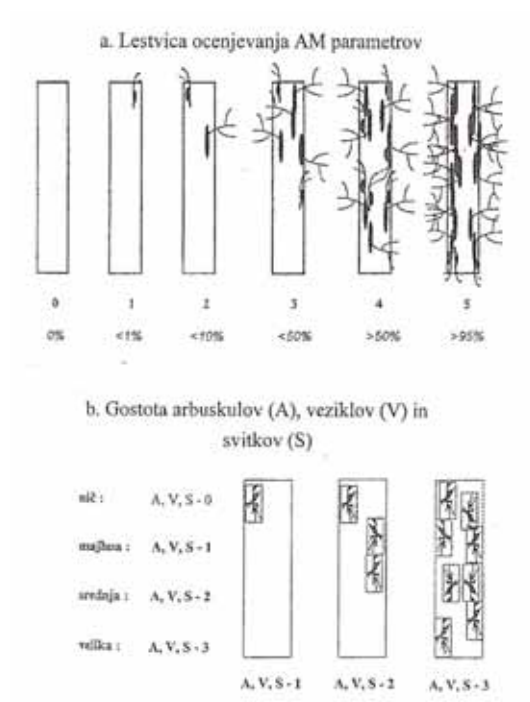 a. Lestvica ocenjevanja AM parametrov
0 1 2 3 4 5
0% <1% <10% <50% >50% >95%
b. Gostota arbuskulov (A), veziklov (V) in
svitkov (S)
nič : A, V, S - 0
majhna : A, V, S - 1
srednja : A, V, S - 2
velika : A, V, S - 3
A, V, S - 1 A, V, S - 2 A, V, S - 3